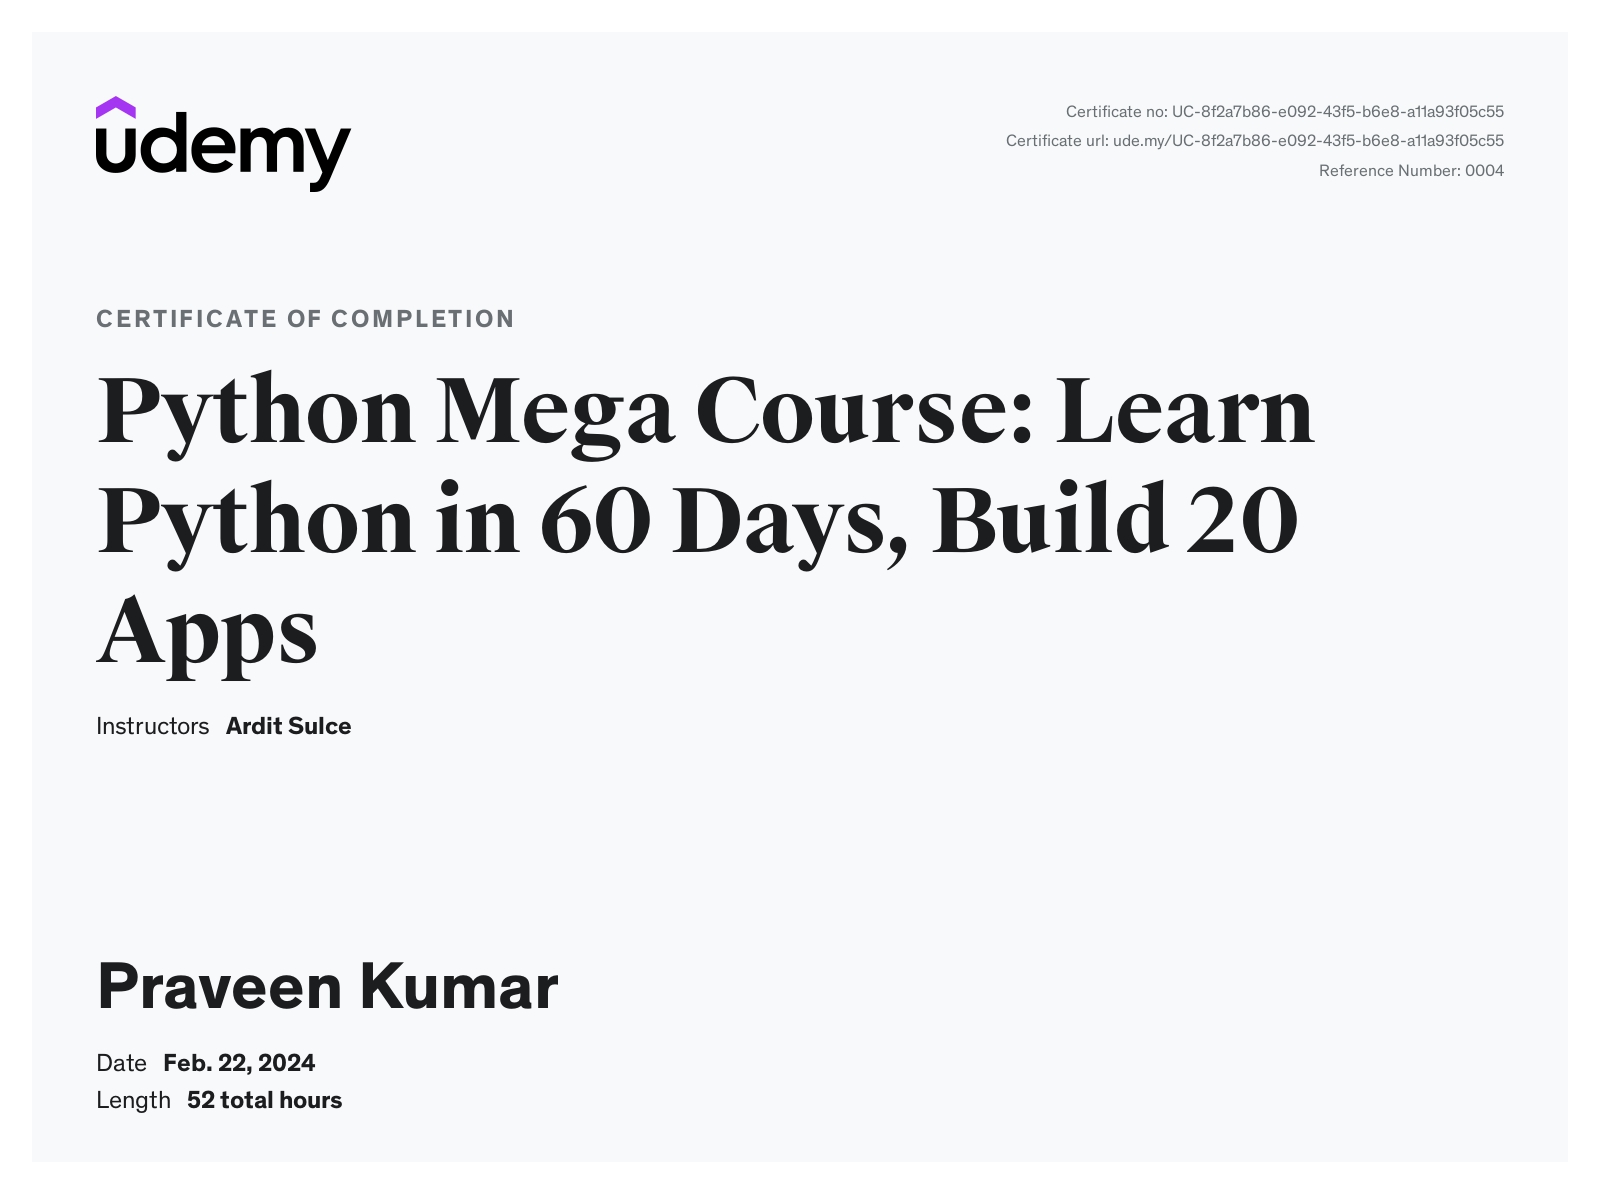 udemy
Certificate no: UC-8f2a7b86-e092-43f5-b6e8-a11a93f05c55
Certificate url: ude.my/UC-8f2a7b86-e092-43f5-b6e8-a11a93f05c55
Reference Number: 0004
CERTIFICATE OF COMPLETION
Python Mega Course: Learn
Python in 60 Days, Build 20
Apps
Instructors Ardit Sulce
Praveen Kumar
Date Feb. 22, 2024
Length 52 total hours